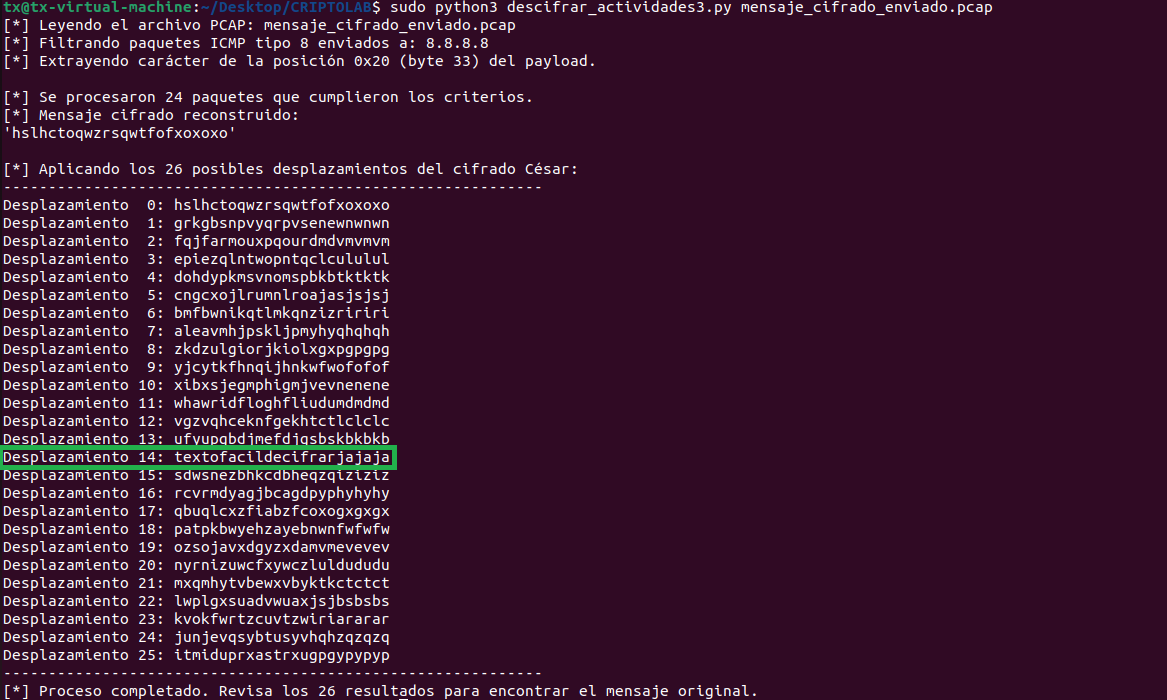 tx@tx-virtual-machine:~/Desktop/CRIPTOLAB$ sudo python3 descifrar_actividades3.py mensaje_cifrado_enviado.pcap
[*] Leyendo el archivo PCAP: mensaje_cifrado_enviado.pcap
[*] Filtrando paquetes ICMP tipo 8 enviados a: 8.8.8.8
[*] Extrayendo carácter de la posición 0x20 (byte 33) del payload.

[*] Se procesaron 24 paquetes que cumplieron los criterios.
[*] Mensaje cifrado reconstruido:
'hslhctoqwzrsqwtfofxoxoxo'

[*] Aplicando los 26 posibles desplazamientos del cifrado César:
------------------------------------------------------------
Desplazamiento  0: hslhctoqwzrsqwtfofxoxoxo
Desplazamiento  1: grkgbsnpvyqrpvsenewnwnwn
Desplazamiento  2: fqjfarmouxpqourdmdvmvmvm
Desplazamiento  3: epiezqlntwopntqclcululul
Desplazamiento  4: dohdypkmsvnomspbkbtktktk
Desplazamiento  5: cngcxojlrumnlroajasjsjsj
Desplazamiento  6: bmfbwnikqtlmkqnzizririri
Desplazamiento  7: aleavmhjpskljpmyhyqhqhqh
Desplazamiento  8: zkdzulgiorjkiolxgxpgpgpg
Desplazamiento  9: yjcytkfhnqijhnkwfwofofof
Desplazamiento 10: xibxsjegmphigmjvevnenene
Desplazamiento 11: whawridfloghfliudumdmdmd
Desplazamiento 12: vgzvqhceknfgekhtctlclclc
Desplazamiento 13: ufyupgbdjmefdjgsbskbkbkb
Desplazamiento 14: textofacildecifrarjajaja
Desplazamiento 15: sdwsnezbhkcdbheqzqiziziz
Desplazamiento 16: rcvrmdyagjbcagdpyphyhyhy
Desplazamiento 17: qbuqlcxzfiabzfcoxogxgxgx
Desplazamiento 18: patpkbwyehzayebnwnfwfwfw
Desplazamiento 19: ozsojavxdgyzxdamvmevevev
Desplazamiento 20: nyrnizuwcfxywczluldududu
Desplazamiento 21: mxqmhytvbewxvbyktkctctct
Desplazamiento 22: lwplgxsuadvwuaxjsjbsbsbs
Desplazamiento 23: kvokfwrtzcuvtzwiriararar
Desplazamiento 24: junjevqsybtusyvhqhzqzqzq
Desplazamiento 25: itmiduprxastrxugpgypypyp
------------------------------------------------------------
[*] Proceso completado. Revisa los 26 resultados para encontrar el mensaje original.